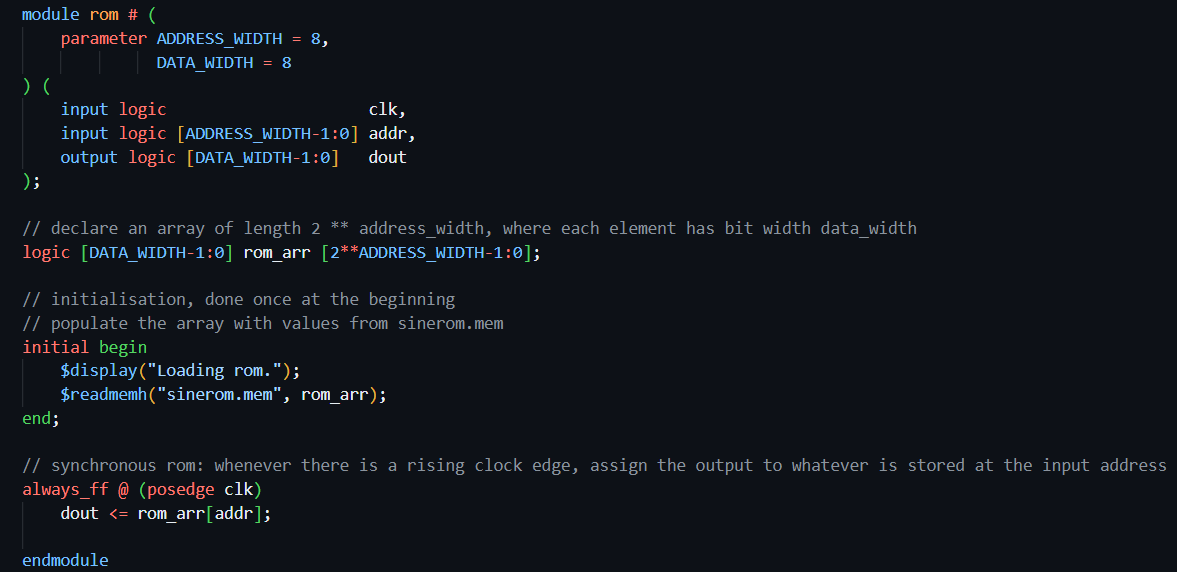 module rom # (
    parameter ADDRESS_WIDTH = 8,
              DATA_WIDTH = 8
) (
    input logic                     clk,
    input logic [ADDRESS_WIDTH-1:0] addr,
    output logic [DATA_WIDTH-1:0]   dout
);

// declare an array of length 2 ** address_width, where each element has bit width data_width
logic [DATA_WIDTH-1:0] rom_arr [2**ADDRESS_WIDTH-1:0];

// initialisation, done once at the beginning
// populate the array with values from sinerom.mem
initial begin
    $display("Loading rom.");
    $readmemh("sinerom.mem", rom_arr);
end;

// synchronous rom: whenever there is a rising clock edge, assign the output to whatever is stored at the input address
always_ff @ (posedge clk)
    dout <= rom_arr[addr];

endmodule